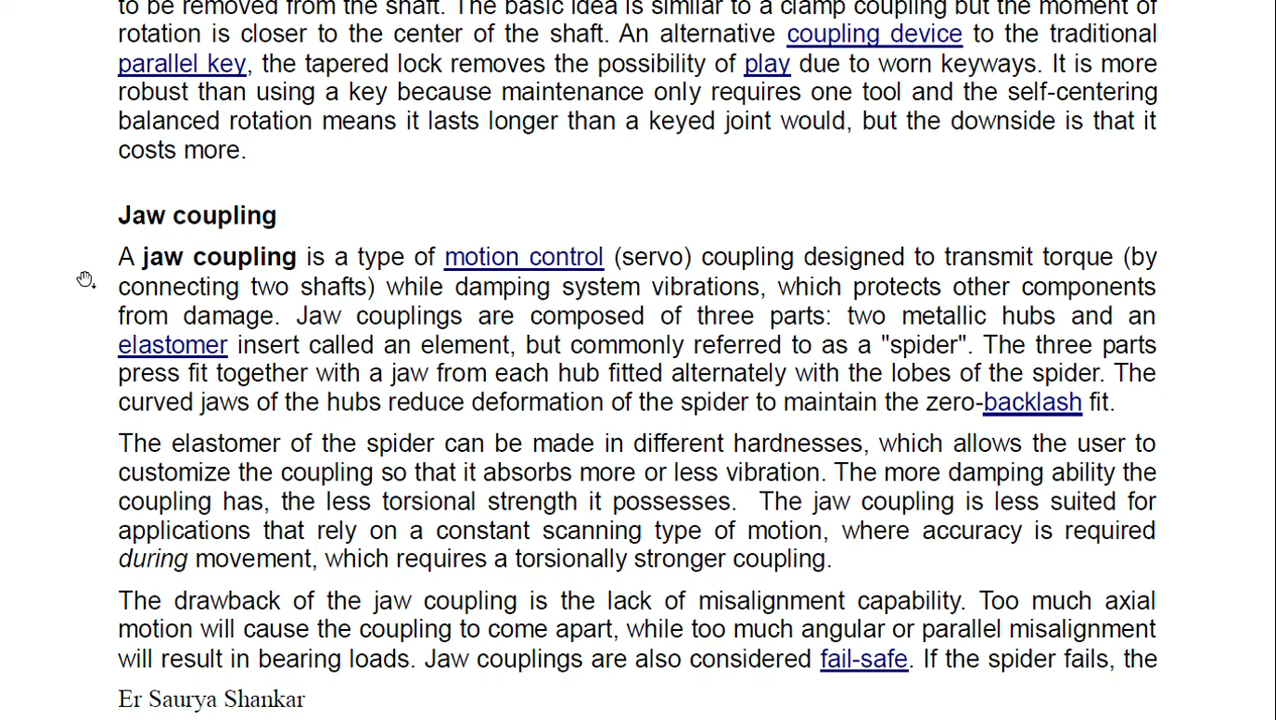 to be removed from the shaft. The basic idea is similar to a clamp coupling but the moment of
rotation is closer to the center of the shaft. An alternative coupling device to the traditional
parallel key, the tapered lock removes the possibility of play due to worn keyways. It is more
robust than using a key because maintenance only requires one tool and the self-centering
balanced rotation means it lasts longer than a keyed joint would, but the downside is that it
costs more.
Jaw coupling
A jaw coupling is a type of motion control (servo) coupling designed to transmit torque (by
connecting two shafts) while damping system vibrations, which protects other components
from damage. Jaw couplings are composed of three parts: two metallic hubs and an
elastomer insert called an element, but commonly referred to as a "spider". The three parts
press fit together with a jaw from each hub fitted alternately with the lobes of the spider. The
curved jaws of the hubs reduce deformation of the spider to maintain the zero-backlash fit.
The elastomer of the spider can be made in different hardnesses, which allows the user to
customize the coupling so that it absorbs more or less vibration. The more damping ability the
coupling has, the less torsional strength it possesses. The jaw coupling is less suited for
applications that rely on a constant scanning type of motion, where accuracy is required
during movement, which requires a torsionally stronger coupling.
The drawback of the jaw coupling is the lack of misalignment capability. Too much axial
motion will cause the coupling to come apart, while too much angular or parallel misalignment
will result in bearing loads. Jaw couplings are also considered fail-safe. If the spider fails, the
Er Saurya Shankar